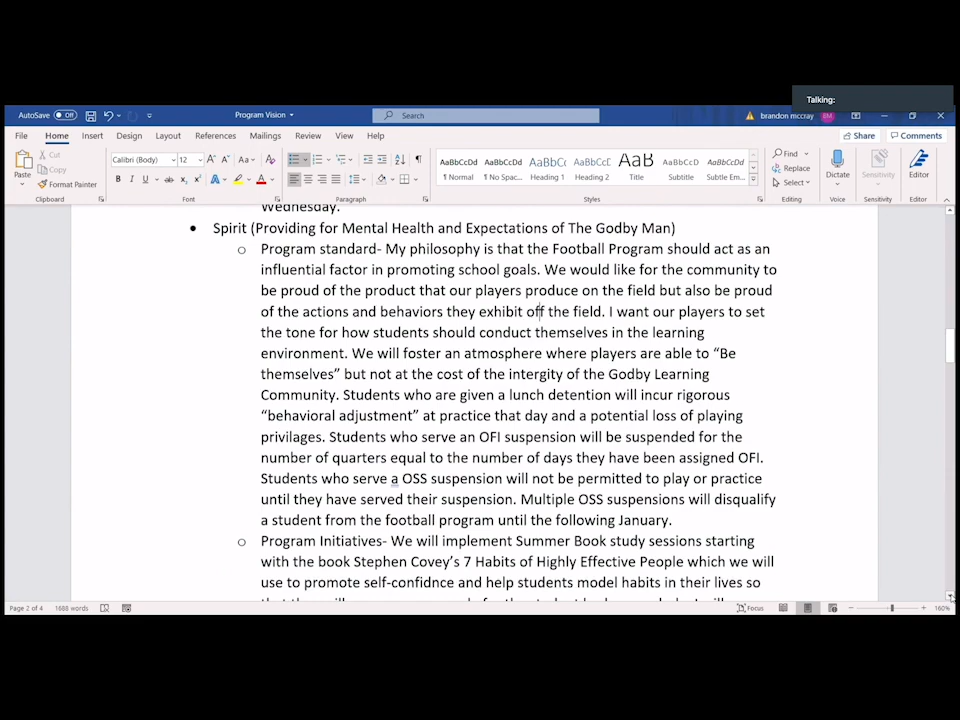 Talking:
AutoSave Off Program Vision Search brandon mccray BM
File Home Insert Design Layout References Mailings Review View Help Share Comments
Paste Cut Copy Format Painter Clipboard
Calibri (Body) 12 Font
Paragraph
AaBbCcDd 1 Normal AaBbCcDd 1 No Spac... AaBbCc Heading 1 AaBbCcC Heading 2 AaB Title AaBbCcD Subtitle AaBbCcDd Subtle Em... Styles
Find Replace Select Editing
Dictate Voice Sensitivity Sensitivity Editor Editor
Wednesday.
• Spirit (Providing for Mental Health and Expectations of The Godby Man)
o Program standard- My philosophy is that the Football Program should act as an
influential factor in promoting school goals. We would like for the community to
be proud of the product that our players produce on the field but also be proud
of the actions and behaviors they exhibit off the field. I want our players to set
the tone for how students should conduct themselves in the learning
environment. We will foster an atmosphere where players are able to “Be
themselves” but not at the cost of the intergity of the Godby Learning
Community. Students who are given a lunch detention will incur rigorous
“behavioral adjustment” at practice that day and a potential loss of playing
privilages. Students who serve an OFI suspension will be suspended for the
number of quarters equal to the number of days they have been assigned OFI.
Students who serve a OSS suspension will not be permitted to play or practice
until they have served their suspension. Multiple OSS suspensions will disqualify
a student from the football program until the following January.
o Program Initiatives- We will implement Summer Book study sessions starting
with the book Stephen Covey’s 7 Habits of Highly Effective People which we will
use to promote self-confidnce and help students model habits in their lives so
Page 2 of 4 1688 words Focus 160%